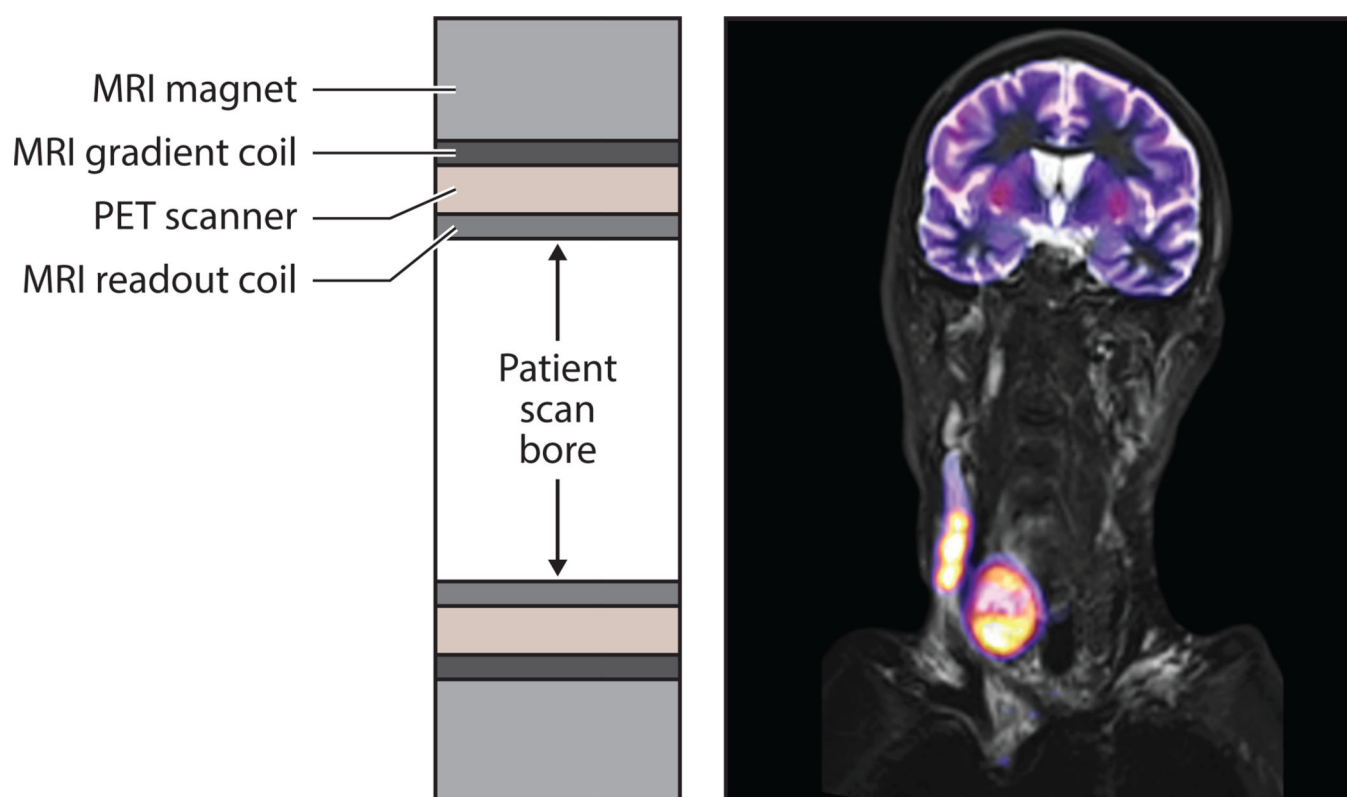 MRI magnet
MRI gradient coil
PET scanner
MRI readout coil
Patient
scan
bore